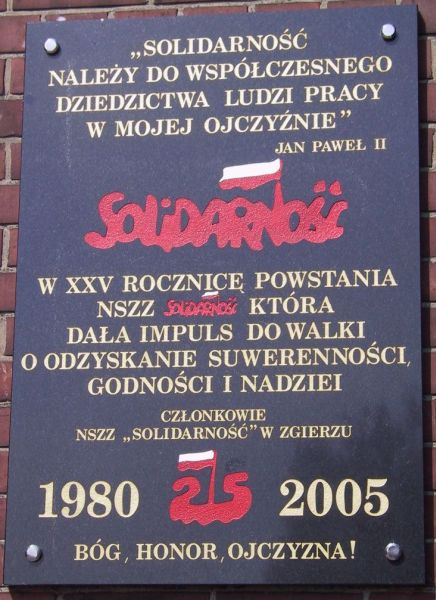 „SOLIDARNOŚĆ
NALEŻY DO WSPÓŁCZESNEGO
DZIEDZICTWA LUDZI PRACY
W MOJEJ OJCZYŹNIE”
JAN PAWEŁ II
SOLIDARNOŚĆ
W XXV ROCZNICĘ POWSTANIA
NSZZ SOLIDARNOŚĆ KTÓRA
DAŁA IMPULS DO WALKI
O ODZYSKANIE SUWERENNOŚCI,
GODNOŚCI I NADZIEI
CZŁONKOWIE
NSZZ „SOLIDARNOŚĆ” W ZGIERZU
1980 25 2005
BÓG, HONOR, OJCZYZNA!